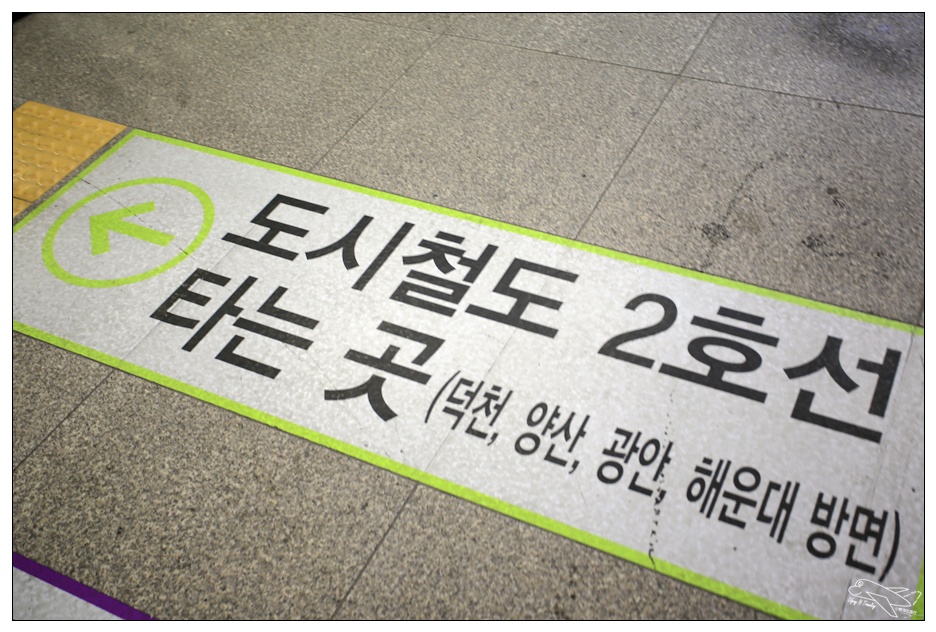 도시철도 2호선
타는 곳 (덕천, 양산, 광안, 해운대 방면)